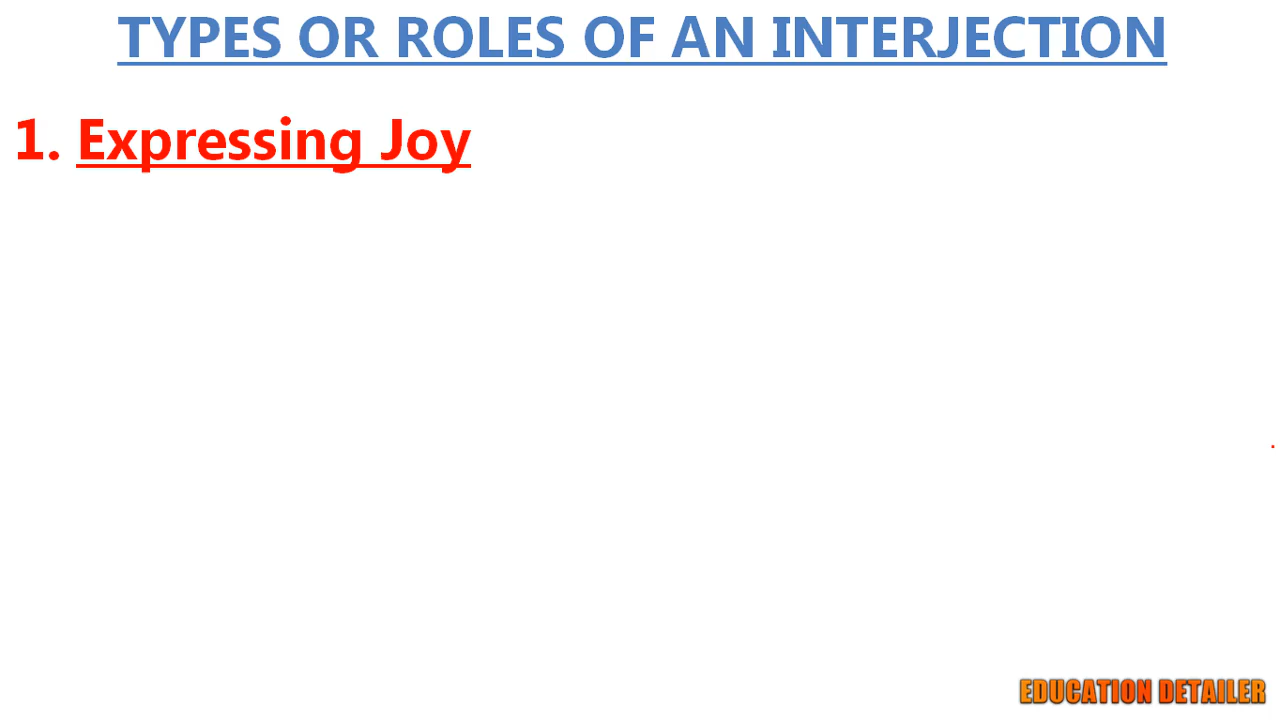 TYPES OR ROLES OF AN INTERJECTION
1. Expressing Joy
EDUCATION DETAILER